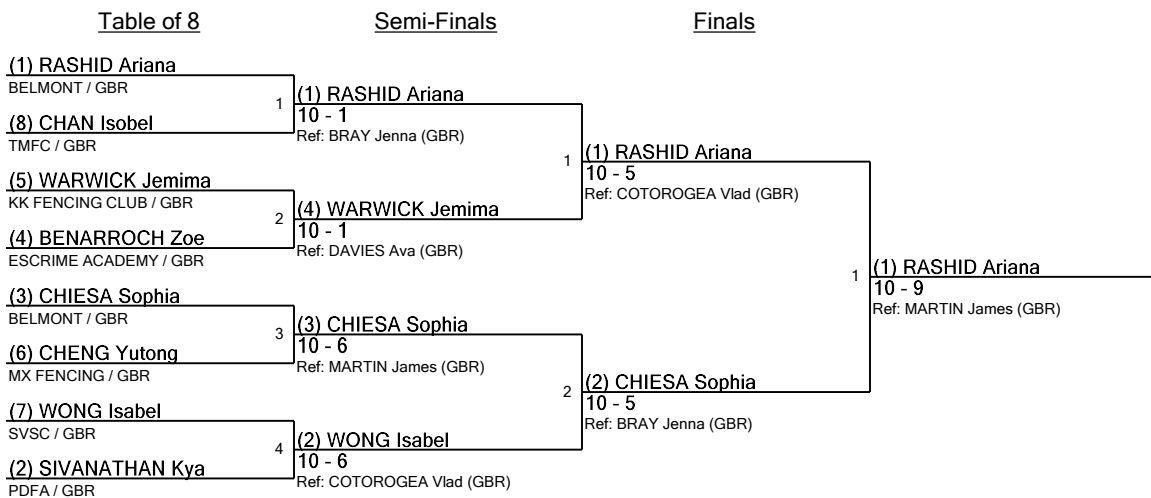 Table of 8
Semi-Finals
Finals
(1) RASHID Ariana
BELMONT / GBR
(8) CHAN Isobel
TMFC / GBR
(5) WARWICK Jemima
KK FENCING CLUB / GBR
(4) BENARROCH Zoe
ESCRIME ACADEMY / GBR
(3) CHIESA Sophia
BELMONT / GBR
(6) CHENG Yutong
MX FENCING / GBR
(7) WONG Isabel
SVSC / GBR
(2) SIVANATHAN Kya
PDFA / GBR
1
(1) RASHID Ariana
10 - 1
Ref: BRAY Jenna (GBR)
2
(4) WARWICK Jemima
10 - 1
Ref: DAVIES Ava (GBR)
3
(3) CHIESA Sophia
10 - 6
Ref: MARTIN James (GBR)
4
(2) WONG Isabel
10 - 6
Ref: COTOROGEA Vlad (GBR)
1
(1) RASHID Ariana
10 - 5
Ref: COTOROGEA Vlad (GBR)
2
(2) CHIESA Sophia
10 - 5
Ref: BRAY Jenna (GBR)
1
(1) RASHID Ariana
10 - 9
Ref: MARTIN James (GBR)